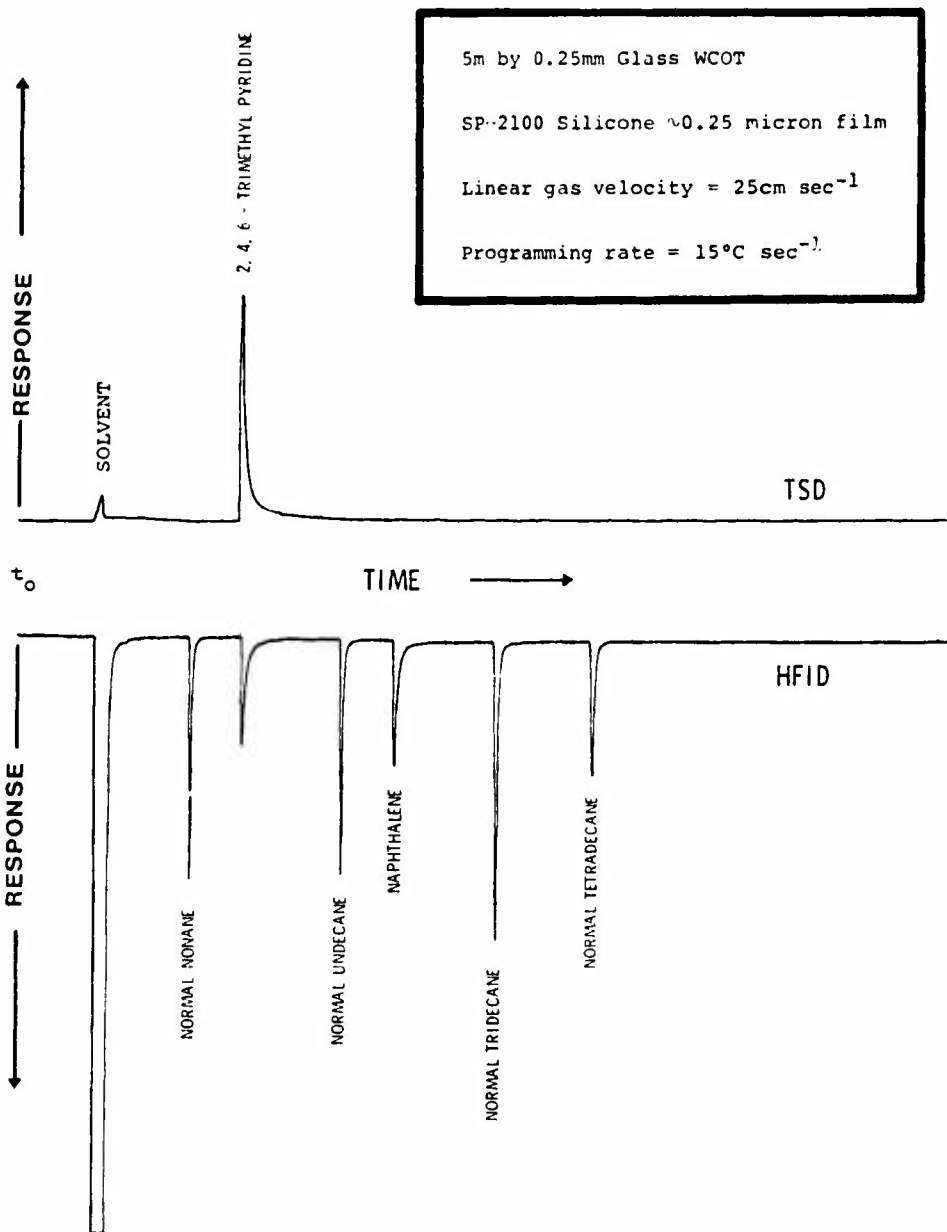 5m by 0.25mm Glass WCOT
SP-2100 Silicone ~0.25 micron film
Linear gas velocity = 25cm sec⁻¹
Programming rate = 15°C sec⁻¹
RESPONSE
SOLVENT
2, 4, 6 - TRIMETHYL PYRIDINE
TSD
t₀
TIME
HFID
RESPONSE
NORMAL NONANE
NORMAL UNDECANE
NAPHTHALENE
NORMAL TRIDECANE
NORMAL TETRADECANE